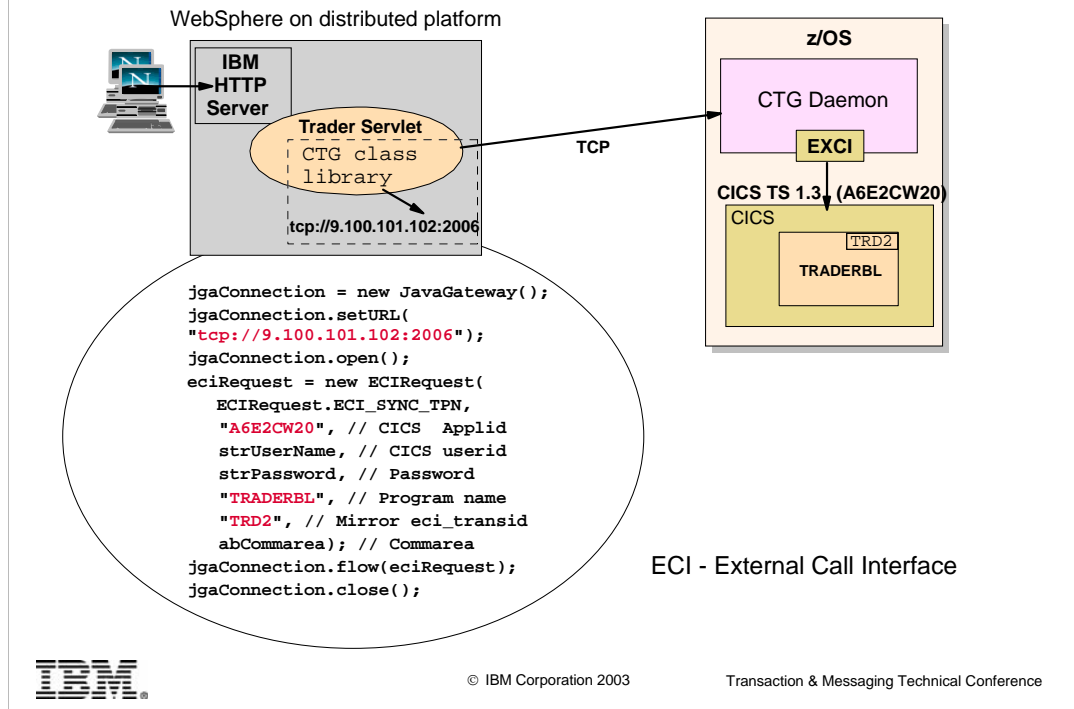 WebSphere on distributed platform
N
N
IBM
HTTP
Server
Trader Servlet
CTG class
library
tcp://9.100.101.102:2006
TCP
z/OS
CTG Daemon
EXCI
CICS TS 1.3 (A6E2CW20)
CICS
TRD2
TRADERBL
jgaConnection = new JavaGateway();
jgaConnection.setURL(
"tcp://9.100.101.102:2006");
jgaConnection.open();
eciRequest = new ECIRequest(
ECIRequest.ECI_SYNC_TPN,
"A6E2CW20", // CICS Applid
strUserName, // CICS userid
strPassword, // Password
"TRADERBL", // Program name
"TRD2", // Mirror eci_transid
abCommarea); // Commarea
jgaConnection.flow(eciRequest);
jgaConnection.close();
ECI - External Call Interface
IBM®
© IBM Corporation 2003
Transaction & Messaging Technical Conference